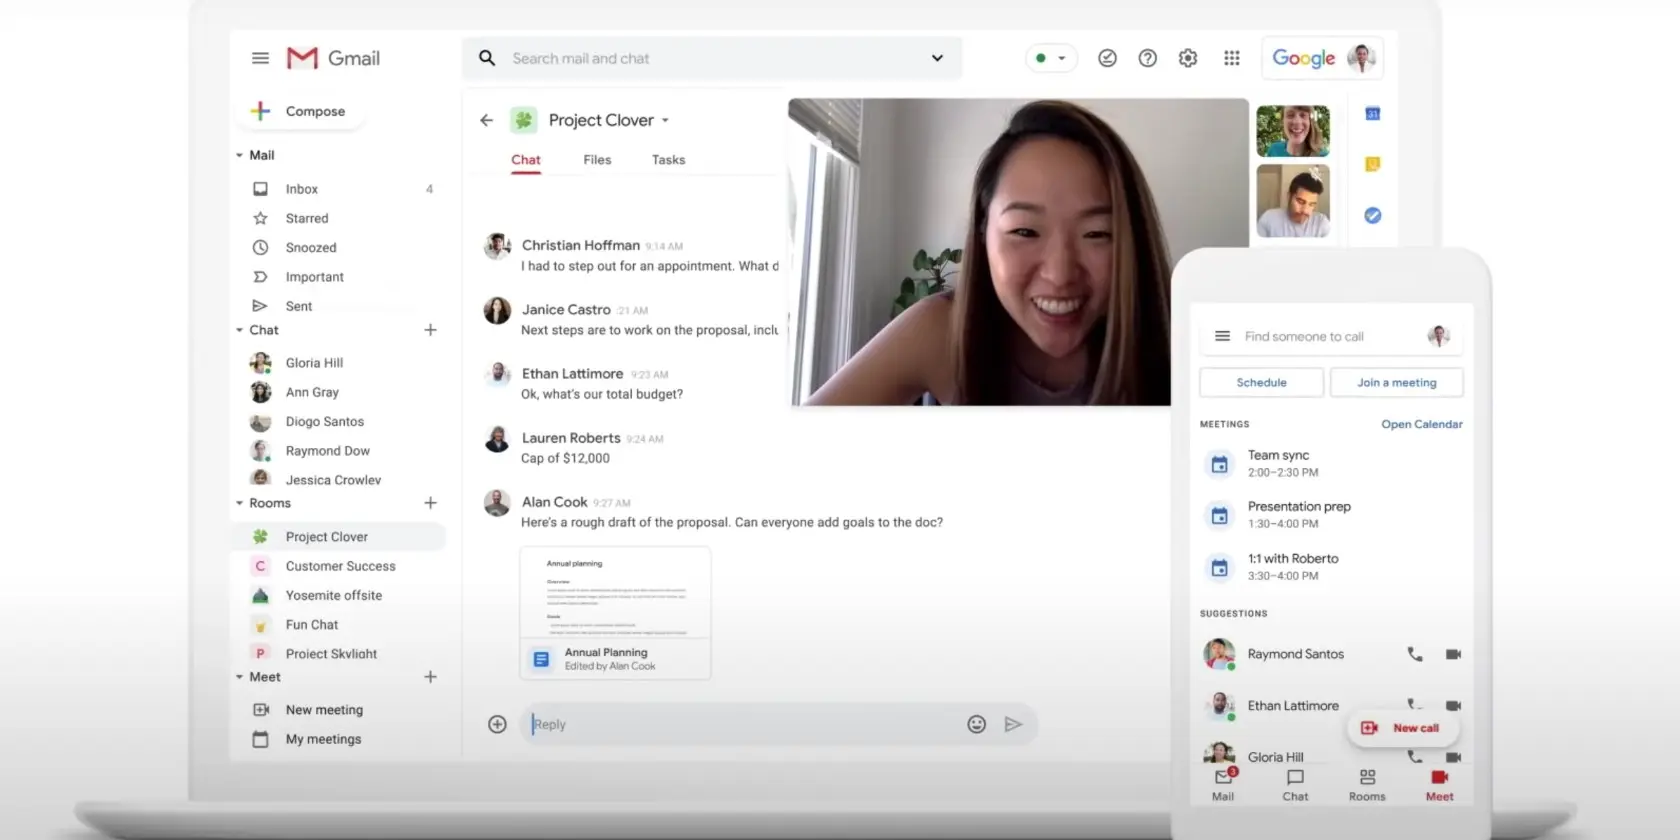 Gmail
Search mail and chat
Google
Compose
Mail
Inbox 4
Starred
Snoozed
Important
Sent
Chat
Gloria Hill
Ann Gray
Diogo Santos
Raymond Dow
Jessica Crowley
Rooms
Project Clover
Customer Success
Yosemite offsite
Fun Chat
Project Skylight
Meet
New meeting
My meetings
Project Clover
Chat Files Tasks
Christian Hoffman 9:14 AM
I had to step out for an appointment. What d
Janice Castro :21 AM
Next steps are to work on the proposal, inclu
Ethan Lattimore 9:23 AM
Ok, what's our total budget?
Lauren Roberts 9:24 AM
Cap of $12,000
Alan Cook 9:27 AM
Here's a rough draft of the proposal. Can everyone add goals to the doc?
Annual planning
Overview
Goals
Annual Planning
Edited by Alan Cook
Reply
31
Find someone to call
Schedule Join a meeting
MEETINGS Open Calendar
Team sync
2:00–2:30 PM
Presentation prep
1:30–4:00 PM
1:1 with Roberto
3:30–4:00 PM
SUGGESTIONS
Raymond Santos
Ethan Lattimore
New call
Gloria Hill
3
Mail Chat Rooms Meet
C
P